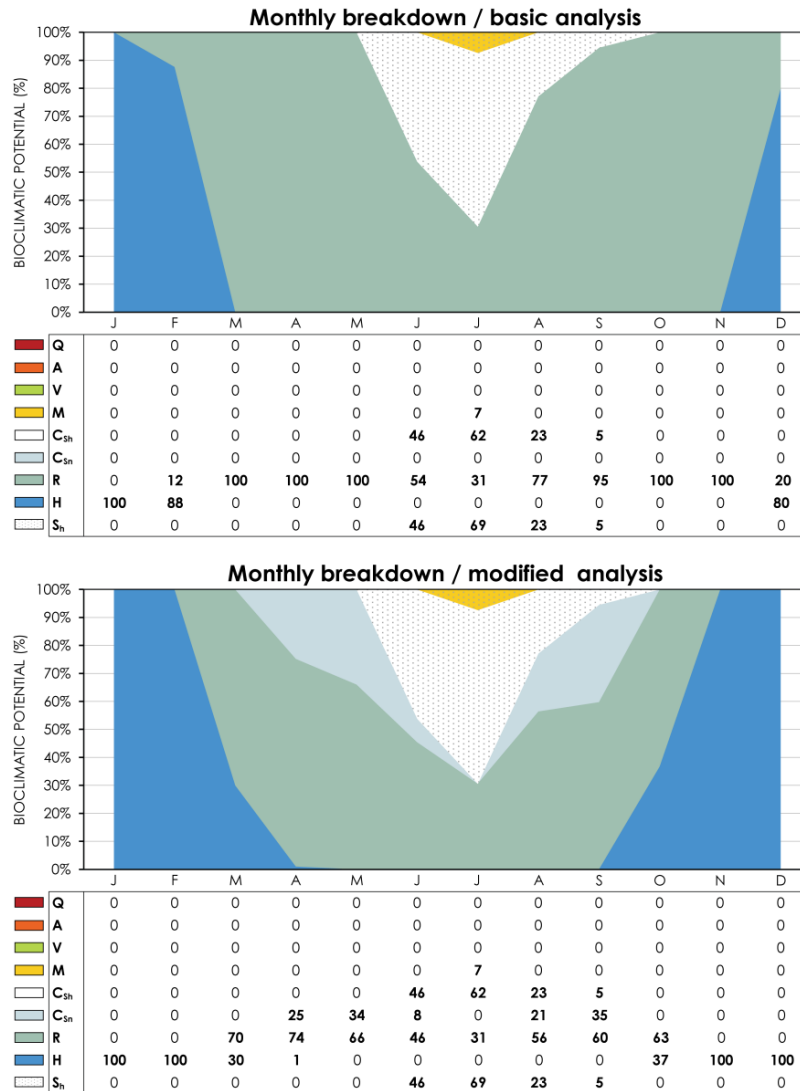 Monthly breakdown / basic analysis
BIOCLIMATIC POTENTIAL (%)
100%
90%
80%
70%
60%
50%
40%
30%
20%
10%
0%
J F M A M J J A S O N D
Q 0 0 0 0 0 0 0 0 0 0 0 0
A 0 0 0 0 0 0 0 0 0 0 0 0
V 0 0 0 0 0 0 0 0 0 0 0 0
M 0 0 0 0 0 0 7 0 0 0 0 0
CSh 0 0 0 0 0 46 62 23 5 0 0 0
CSn 0 0 0 0 0 0 0 0 0 0 0 0
R 0 12 100 100 100 54 31 77 95 100 100 20
H 100 88 0 0 0 0 0 0 0 0 0 80
Sh 0 0 0 0 0 46 69 23 5 0 0 0
Monthly breakdown / modified analysis
BIOCLIMATIC POTENTIAL (%)
100%
90%
80%
70%
60%
50%
40%
30%
20%
10%
0%
J F M A M J J A S O N D
Q 0 0 0 0 0 0 0 0 0 0 0 0
A 0 0 0 0 0 0 0 0 0 0 0 0
V 0 0 0 0 0 0 0 0 0 0 0 0
M 0 0 0 0 0 0 7 0 0 0 0 0
CSh 0 0 0 0 0 46 62 23 5 0 0 0
CSn 0 0 0 25 34 8 0 21 35 0 0 0
R 0 0 70 74 66 46 31 56 60 63 0 0
H 100 100 30 1 0 0 0 0 0 37 100 100
Sh 0 0 0 0 0 46 69 23 5 0 0 0